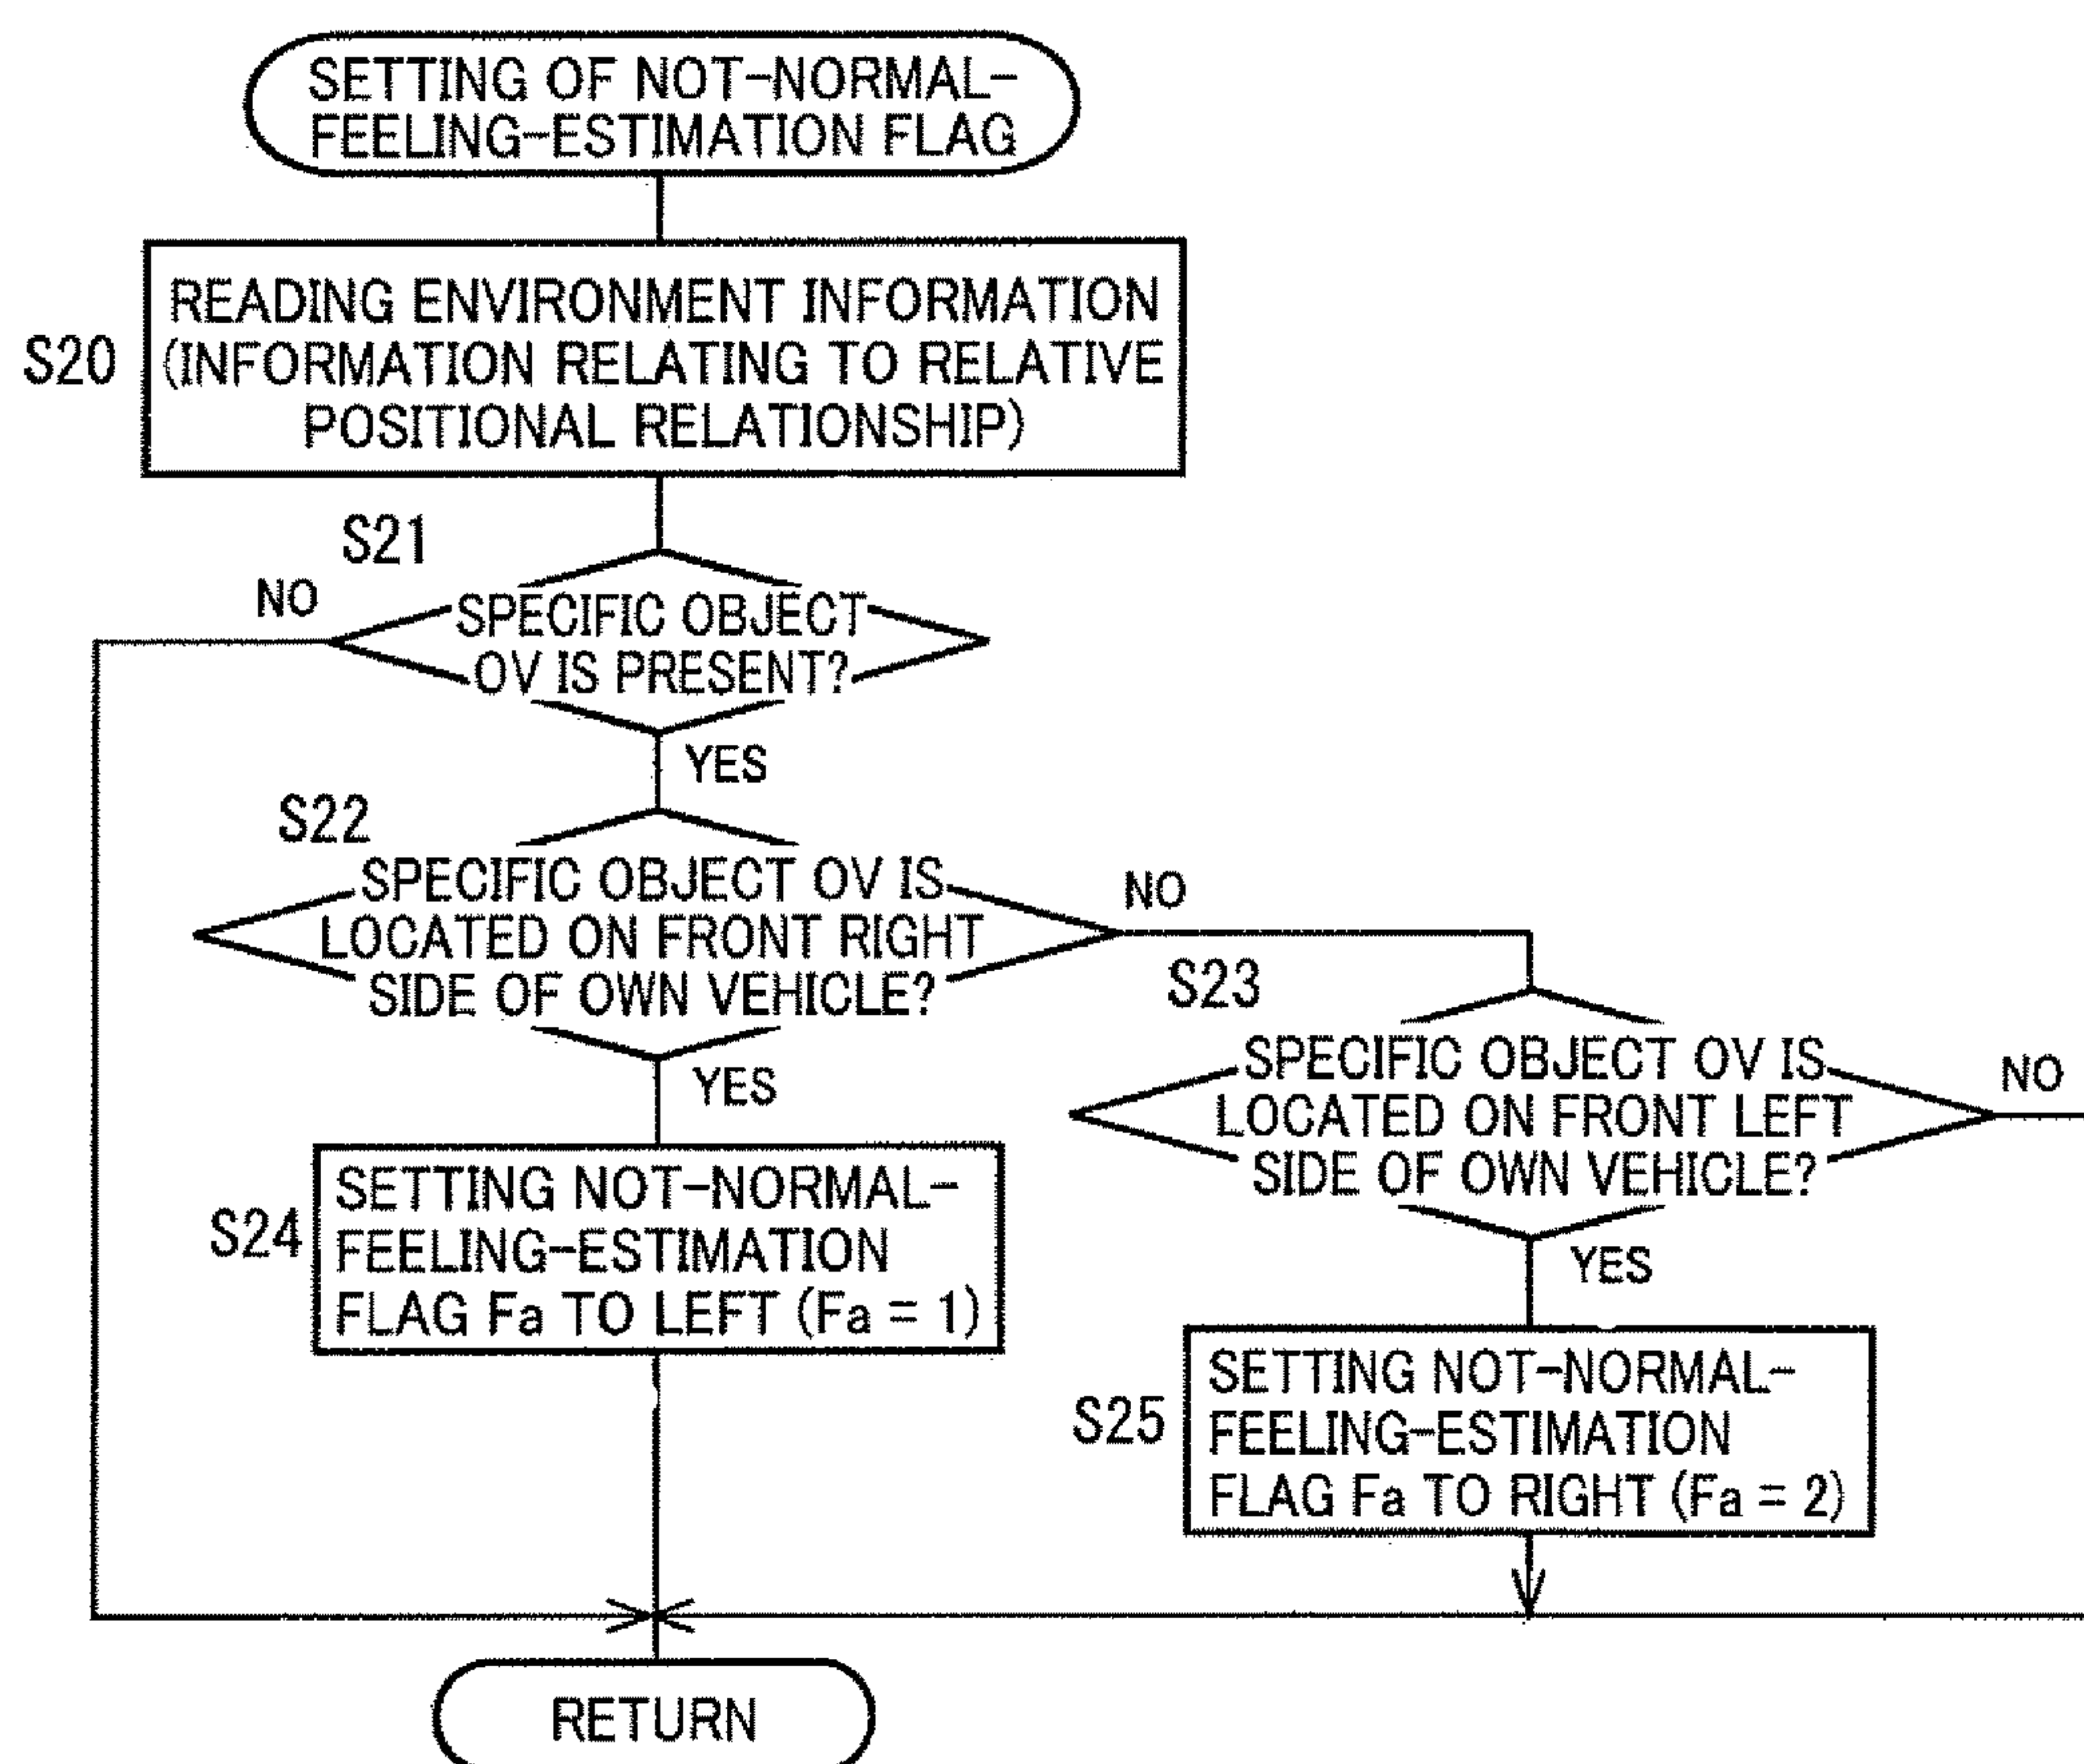 SETTING OF NOT-NORMAL-
FEELING-ESTIMATION FLAG
S20
READING ENVIRONMENT INFORMATION
(INFORMATION RELATING TO RELATIVE
POSITIONAL RELATIONSHIP)
S21
NO
SPECIFIC OBJECT
OV IS PRESENT?
YES
S22
SPECIFIC OBJECT OV IS
LOCATED ON FRONT RIGHT
SIDE OF OWN VEHICLE?
NO
YES
S23
SPECIFIC OBJECT OV IS
LOCATED ON FRONT LEFT
SIDE OF OWN VEHICLE?
NO
YES
S24
SETTING NOT-NORMAL-
FEELING-ESTIMATION
FLAG Fa TO LEFT (Fa = 1)
S25
SETTING NOT-NORMAL-
FEELING-ESTIMATION
FLAG Fa TO RIGHT (Fa = 2)
RETURN